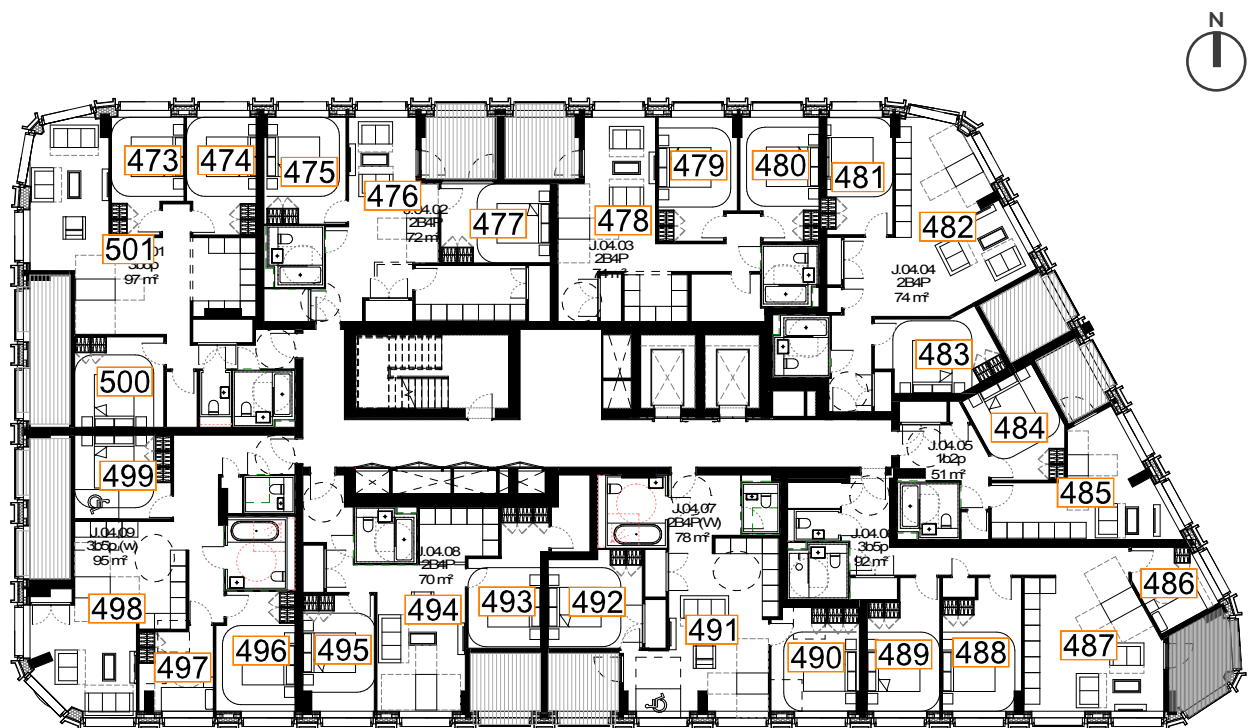 N
473
474
475
476
J.04.02
2B4P
72 m²
477
478
J.04.03
2B4P
479
480
481
482
J.04.04
2B4P
74 m²
483
484
J.04.05
1b2p
51 m²
485
486
487
488
489
490
3b5p
92 m²
491
J.04.07
2B4P(W)
78 m²
492
493
J.04.08
2B4P
70 m²
494
495
496
497
498
J.04.09
3b5p(w)
95 m²
499
500
501
97 m²